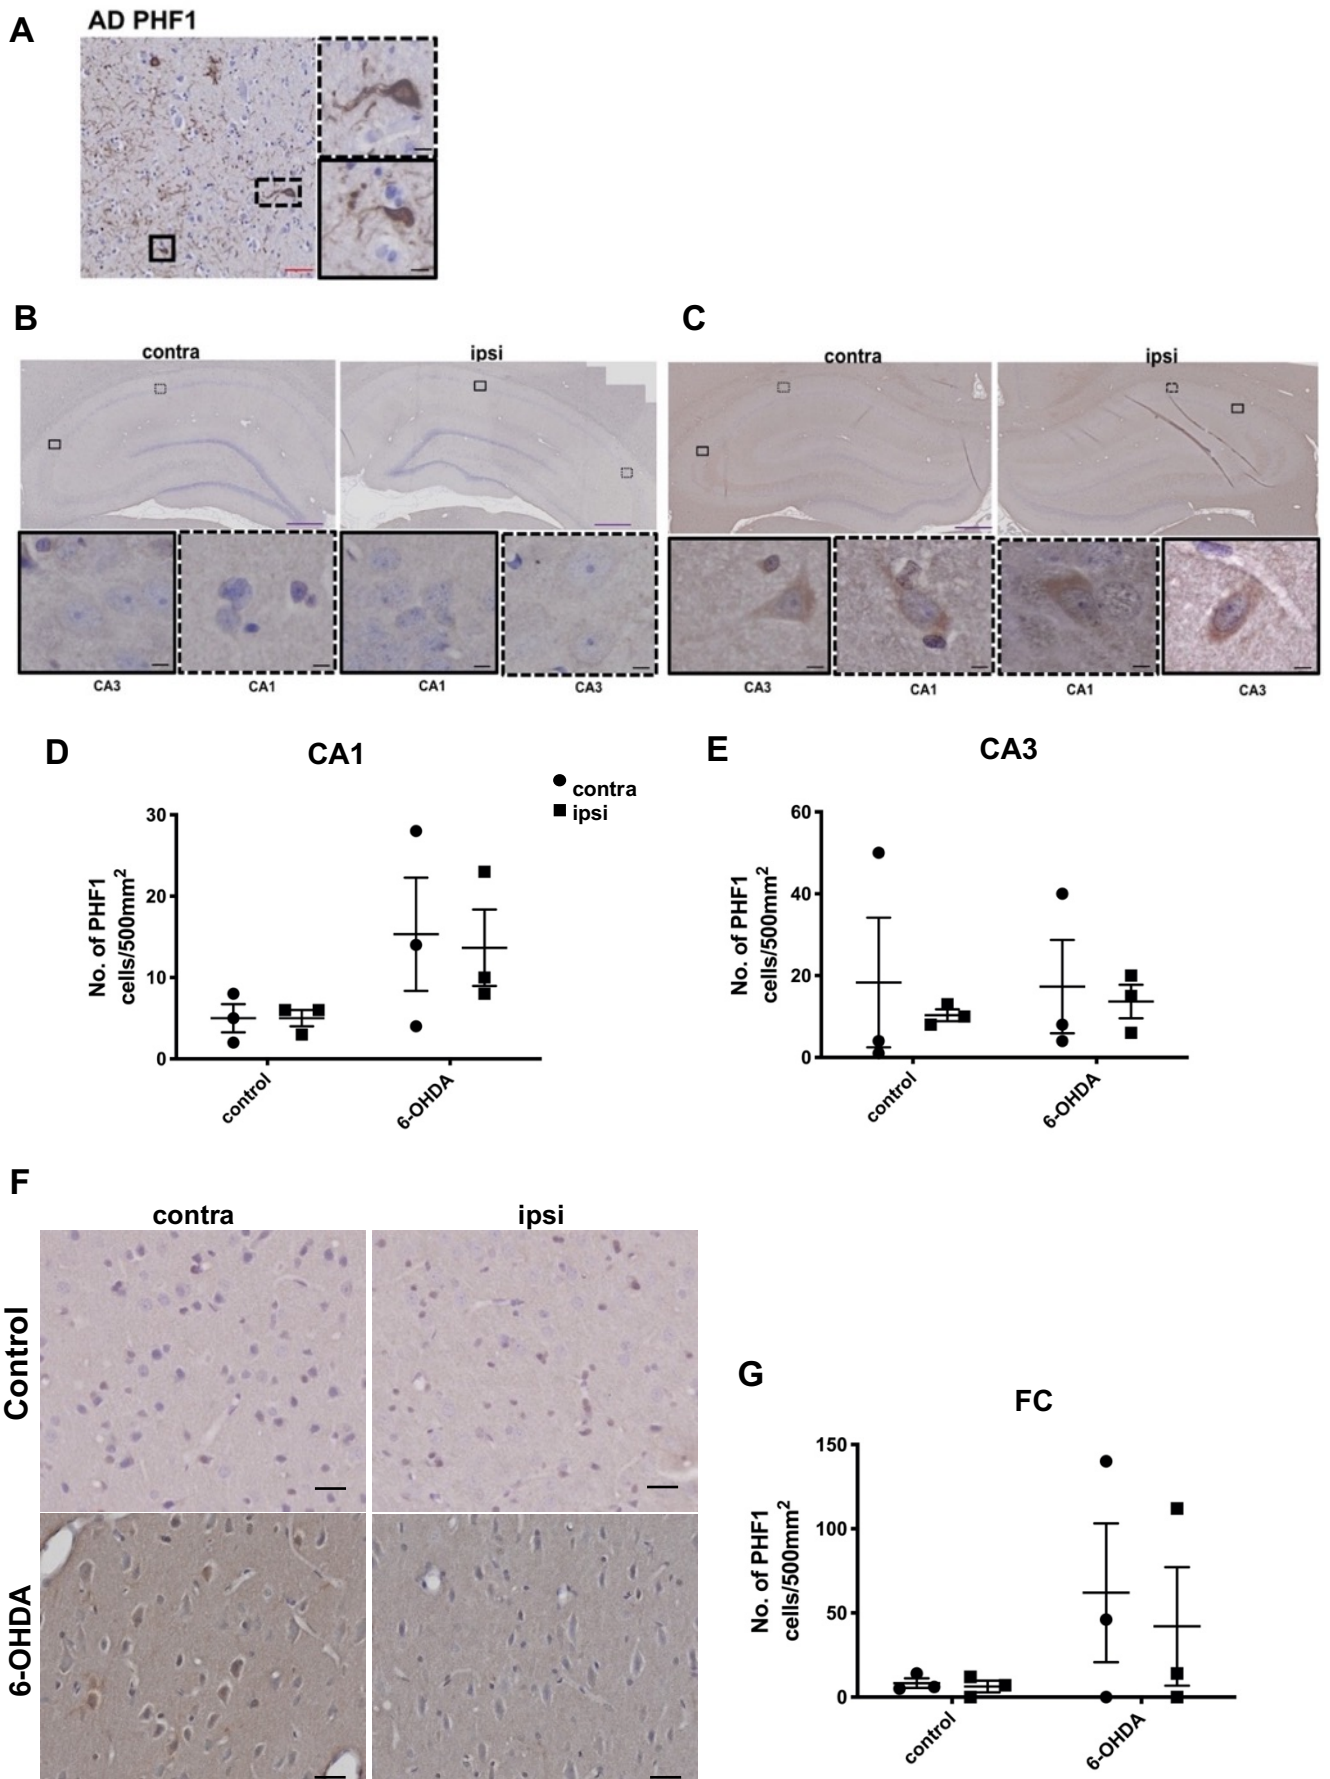 A
AD PHF1
B
contra
ipsi
CA3
CA1
CA1
CA3
C
contra
ipsi
CA3
CA1
CA1
CA3
D
CA1
contra
ipsi
No. of PHF1
cells/500mm2
30
20
10
0
control
6-OHDA
E
CA3
No. of PHF1
cells/500mm2
60
40
20
0
control
6-OHDA
F
contra
ipsi
Control
6-OHDA
G
FC
No. of PHF1
cells/500mm2
150
100
50
0
control
6-OHDA